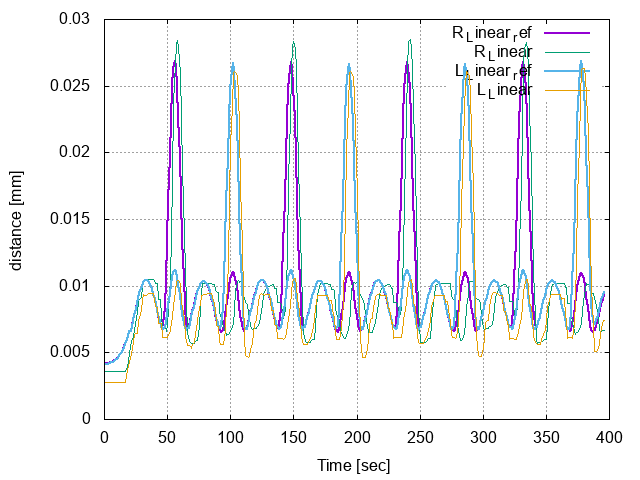 0.03
R_Linear_ref
R_Linear
L_Linear_ref
L_Linear
0.025
0.02
0.015
0.01
0.005
0
distance [mm]
0 50 100 150 200 250 300 350 400
Time [sec]